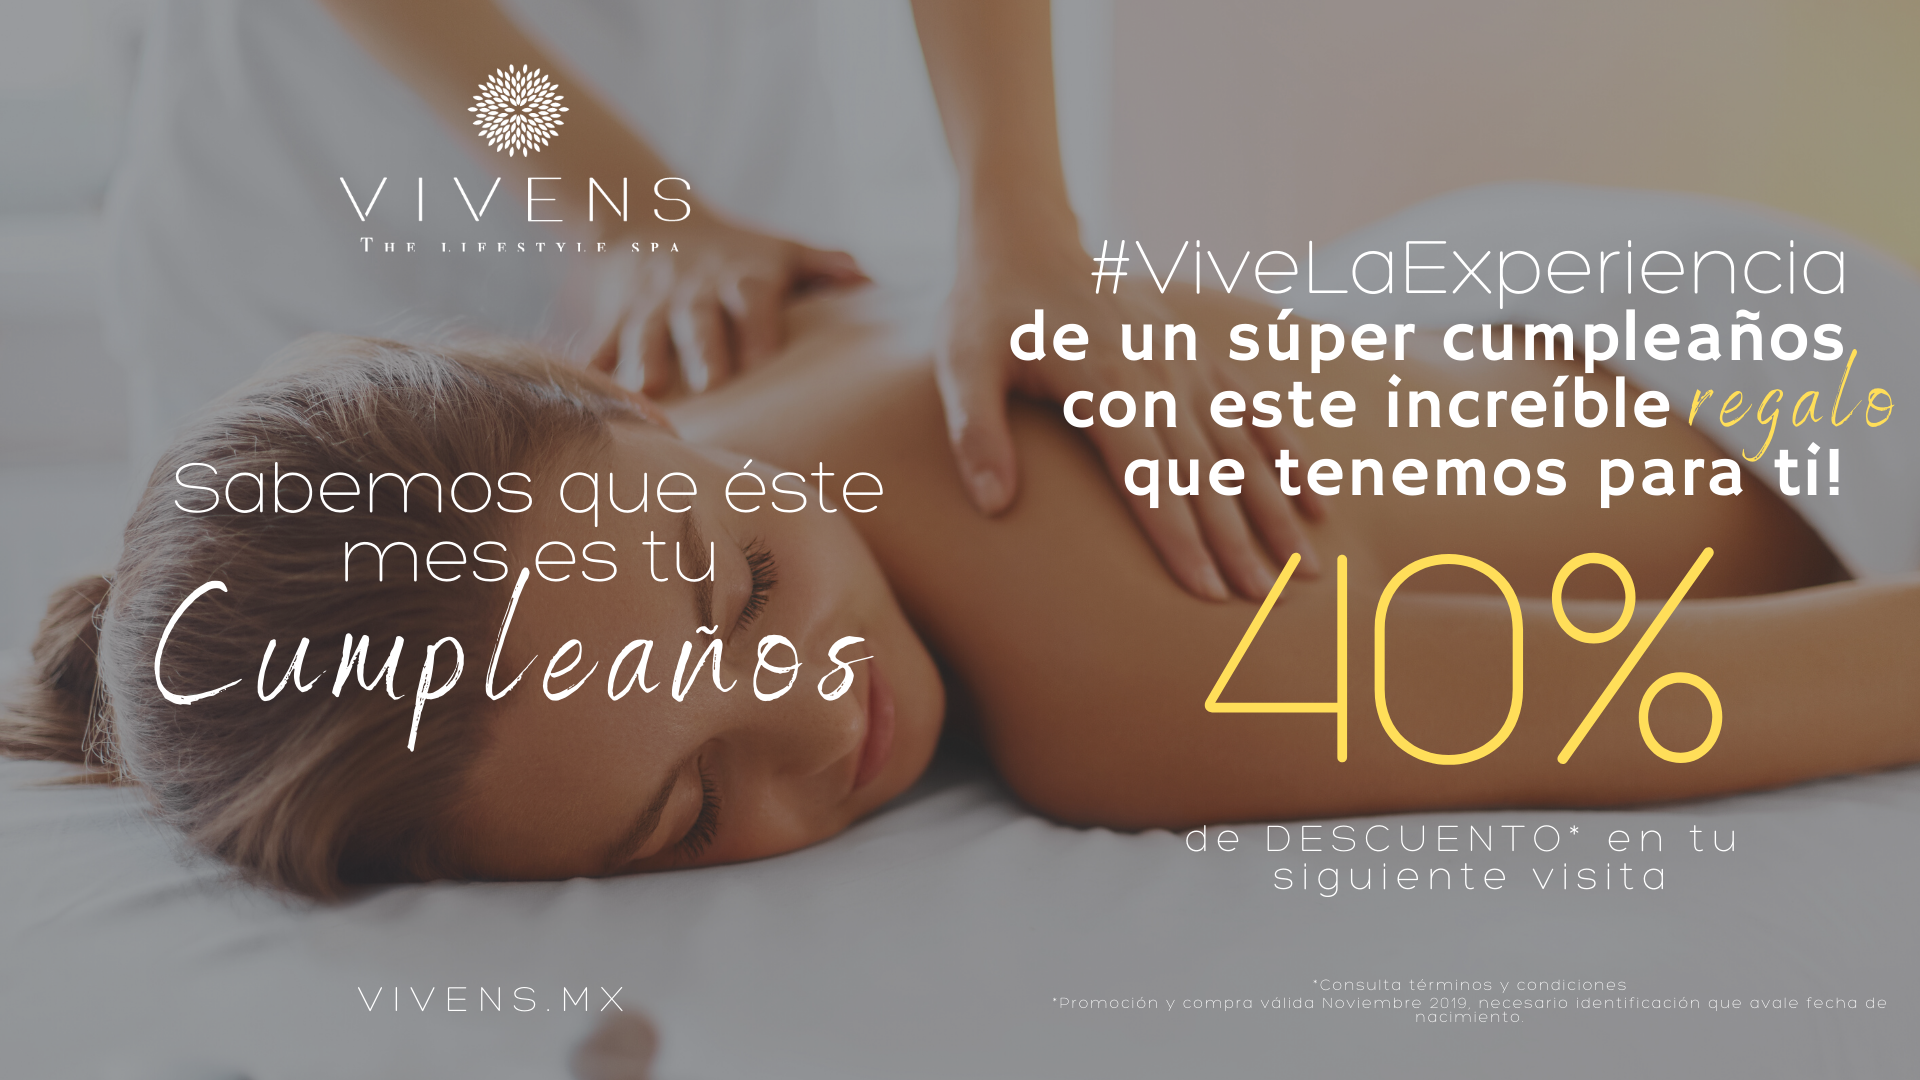 VIVENS
THE LIFESTYLE SPA
Sabemos que éste
mes es tu
Cumpleaños
VIVENS.MX
#ViveLaExperiencia
de un súper cumpleaños
con este increíble regalo
que tenemos para ti!
40%
de DESCUENTO* en tu
siguiente visita
*Consulta términos y condiciones
*Promoción y compra válida Noviembre 2019, necesario identificación que avale fecha de
nacimiento.